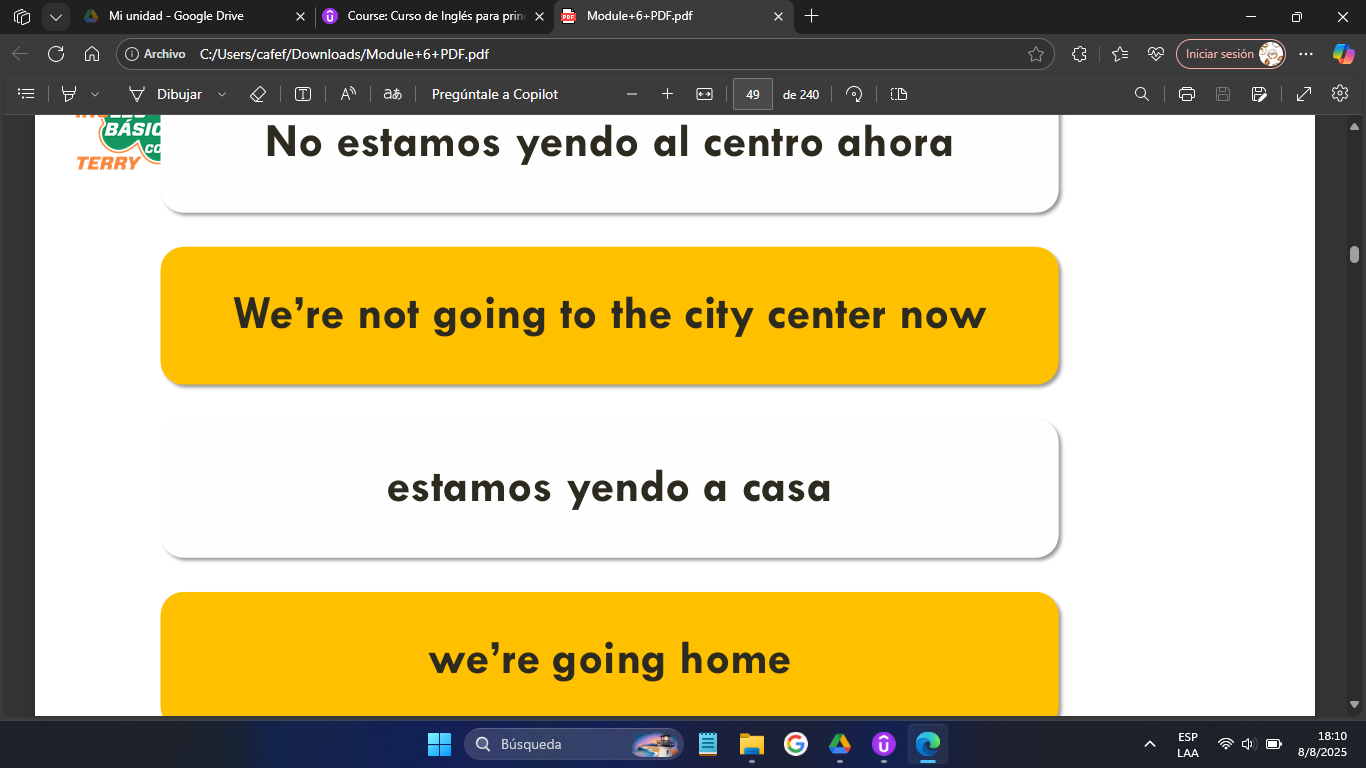 Mi unidad - Google Drive
Course: Curso de Inglés para prin
Module+6+PDF.pdf
Archivo
C:/Users/cafef/Downloads/Module+6+PDF.pdf
Iniciar sesión
Dibujar
aあ
Pregúntale a Copilot
49
de 240
BÁSIC
CO
TERRY
No estamos yendo al centro ahora
We're not going to the city center now
estamos yendo a casa
we're going home
Búsqueda
ESP
LAA
18:10
8/8/2025